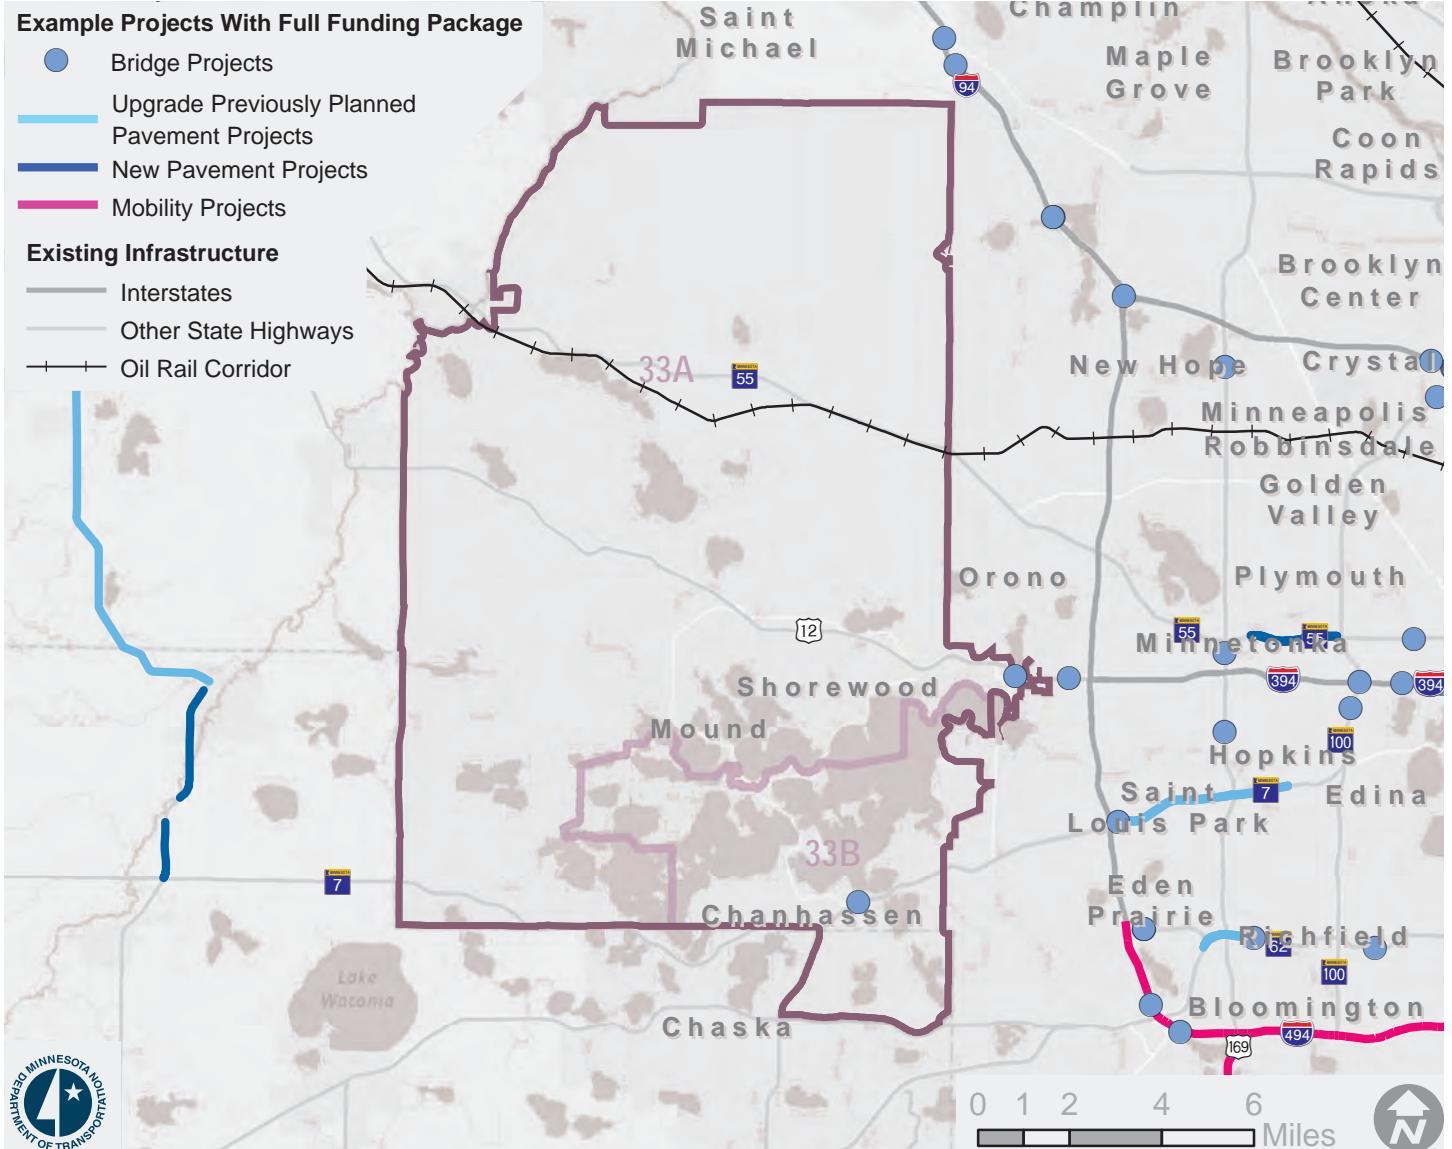 Example Projects With Full Funding Package
Bridge Projects
Upgrade Previously Planned
Pavement Projects
New Pavement Projects
Mobility Projects
Existing Infrastructure
Interstates
Other State Highways
Oil Rail Corridor
Saint
Michael
Champlin
Maple
Grove
Brooklyn
Park
94
Coon
Rapids
Brooklyn
Center
33A
55
New Hope
Crystal
Minneapolis
Robbinsdale
Golden
Valley
Orono
Plymouth
12
55
55
Minnetonka
Shorewood
394
394
Mound
100
Hopkins
Saint
Louis Park
7
Edina
33B
7
Eden
Prairie
Chanhassen
Richfield
62
100
Lake
Waconia
Bloomington
Chaska
494
169
MINNESOTA
DEPARTMENT OF TRANSPORTATION
0 1 2 4 6
Miles
N